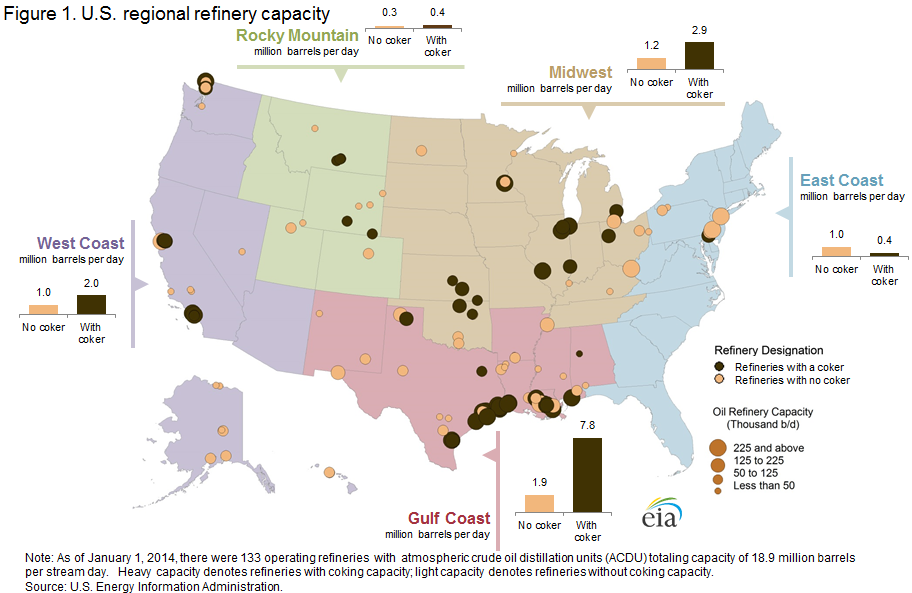 Figure 1. U.S. regional refinery capacity
Rocky Mountain
million barrels per day
0.3
0.4
No coker
With
coker
Midwest
million barrels per day
1.2
2.9
No coker
With
coker
East Coast
million barrels per day
1.0
0.4
No coker
With
coker
West Coast
million barrels per day
1.0
2.0
No coker
With
coker
Refinery Designation
Refineries with a coker
Refineries with no coker
Oil Refinery Capacity
(Thousand b/d)
225 and above
125 to 225
50 to 125
Less than 50
Gulf Coast
million barrels per day
1.9
7.8
No coker
With
coker
eia
Note: As of January 1, 2014, there were 133 operating refineries with atmospheric crude oil distillation units (ACDU) totaling capacity of 18.9 million barrels
per stream day. Heavy capacity denotes refineries with coking capacity; light capacity denotes refineries without coking capacity.
Source: U.S. Energy Information Administration.